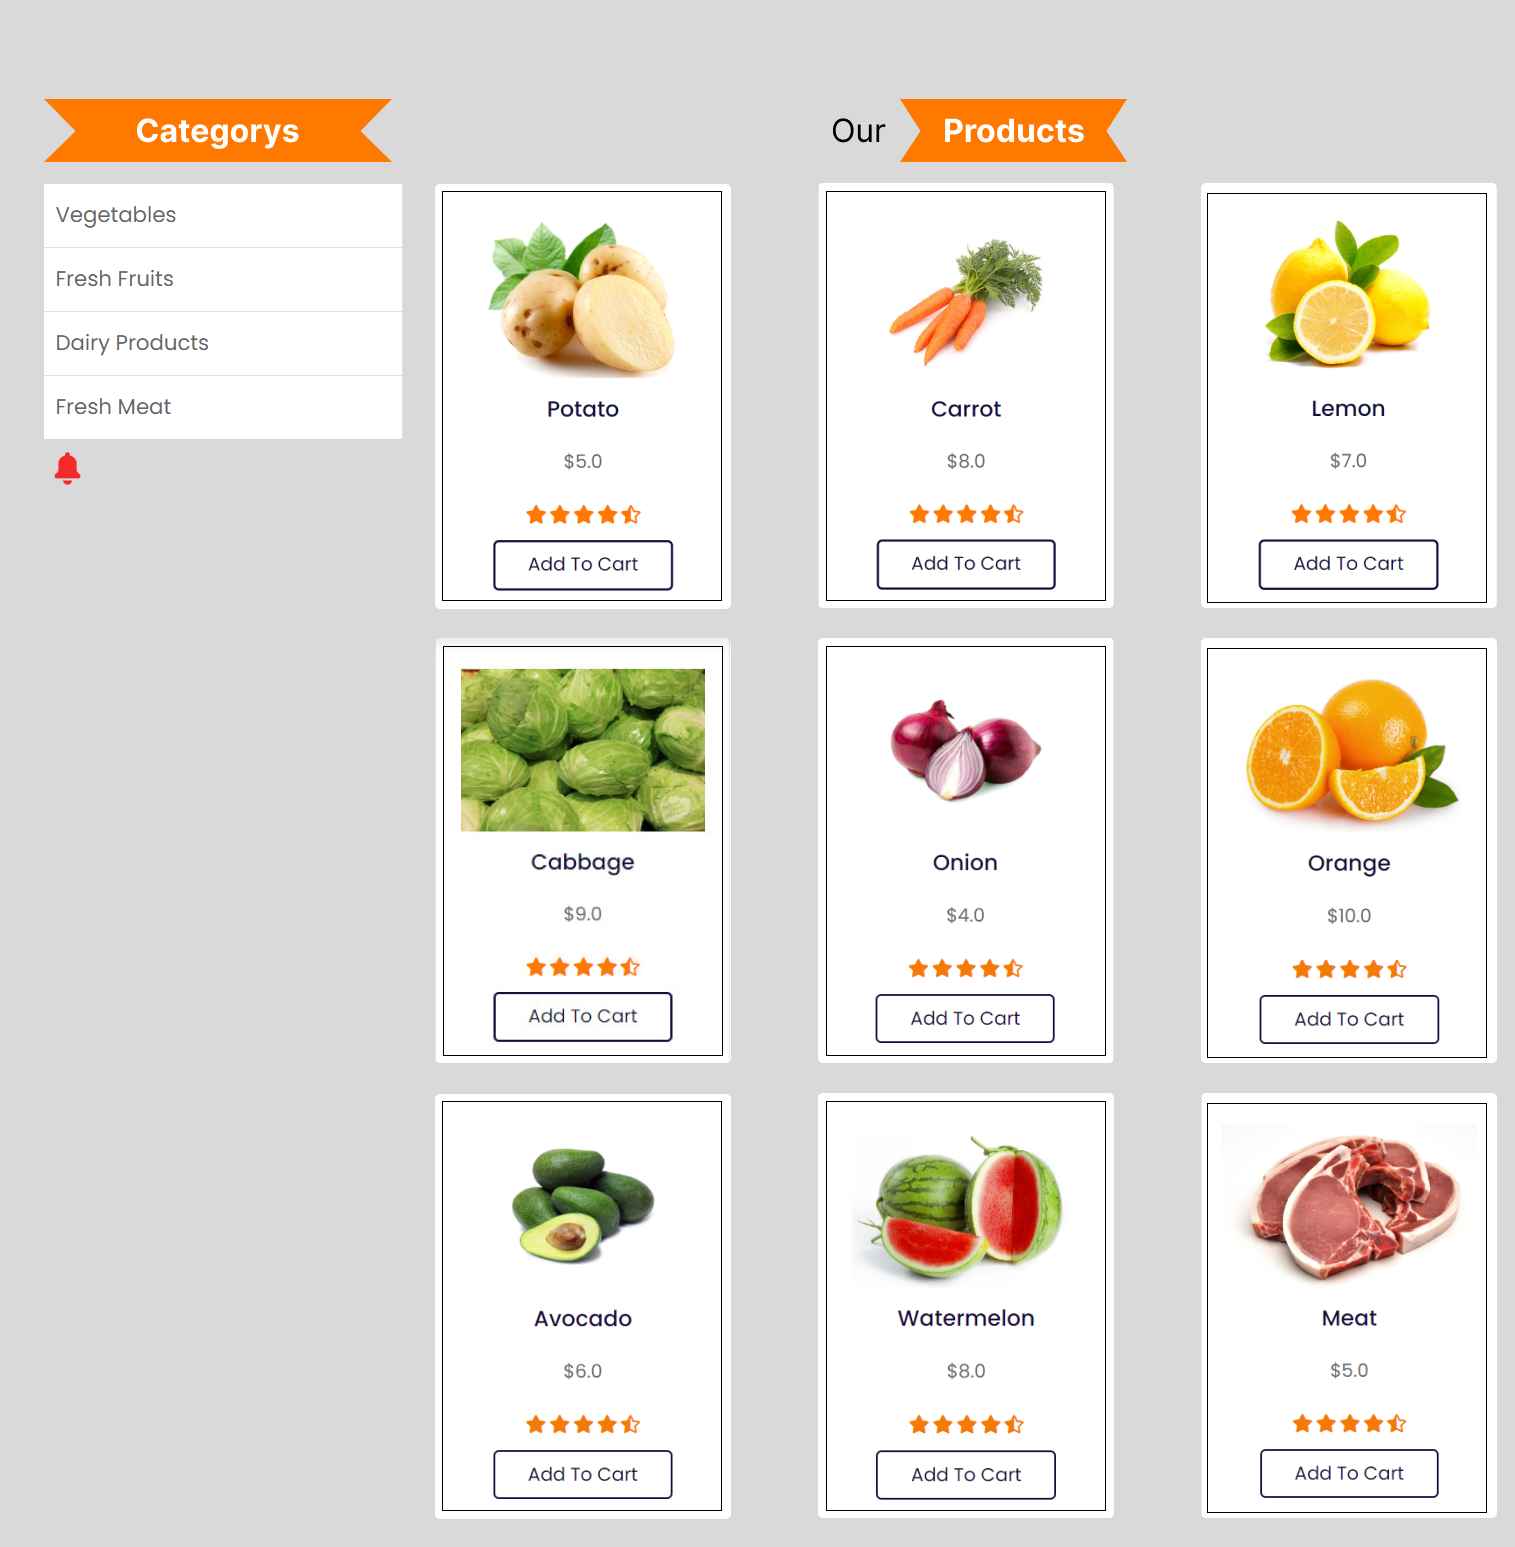 Categorys
Our Products
Vegetables
Fresh Fruits
Dairy Products
Fresh Meat
Potato
$5.0
Add To Cart
Carrot
$8.0
Add To Cart
Lemon
$7.0
Add To Cart
Cabbage
$9.0
Add To Cart
Onion
$4.0
Add To Cart
Orange
$10.0
Add To Cart
Avocado
$6.0
Add To Cart
Watermelon
$8.0
Add To Cart
Meat
$5.0
Add To Cart